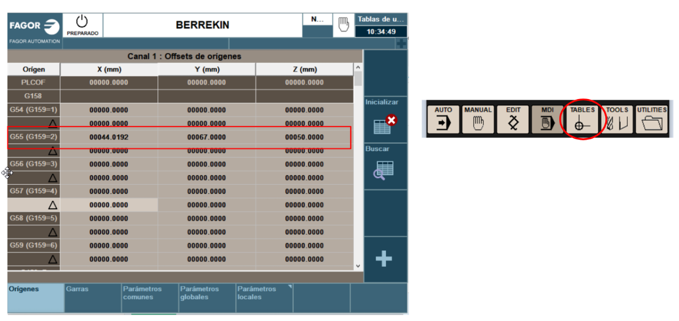 FAGOR
FAGOR AUTOMATION
PREPARADO
BERREKIN
N...
Tablas de u...
10:34:49
Canal 1 : Offsets de orígenes
Origen X (mm) Y (mm) Z (mm)
PLCOF 00000.0000 00000.0000 00000.0000
G158
G54 (G159=1) 00000.0000 00000.0000 00000.0000
△ 00000.0000 00000.0000 00000.0000
G55 (G159=2) 00044.0192 00067.0000 00050.0000
△ 00000.0000 00000.0000 00000.0000
G56 (G159=3) 00000.0000 00000.0000 00000.0000
△ 00000.0000 00000.0000 00000.0000
G57 (G159=4) 00000.0000 00000.0000 00000.0000
△ 00000.0000 00000.0000 00000.0000
G58 (G159=5) 00000.0000 00000.0000 00000.0000
△ 00000.0000 00000.0000 00000.0000
G59 (G159=6) 00000.0000 00000.0000 00000.0000
△ 00000.0000 00000.0000 00000.0000
Inicializar
Buscar
Orígenes
Garras
Parámetros
comunes
Parámetros
globales
Parámetros
locales
AUTO MANUAL EDIT MDI TABLES TOOLS UTILITIES